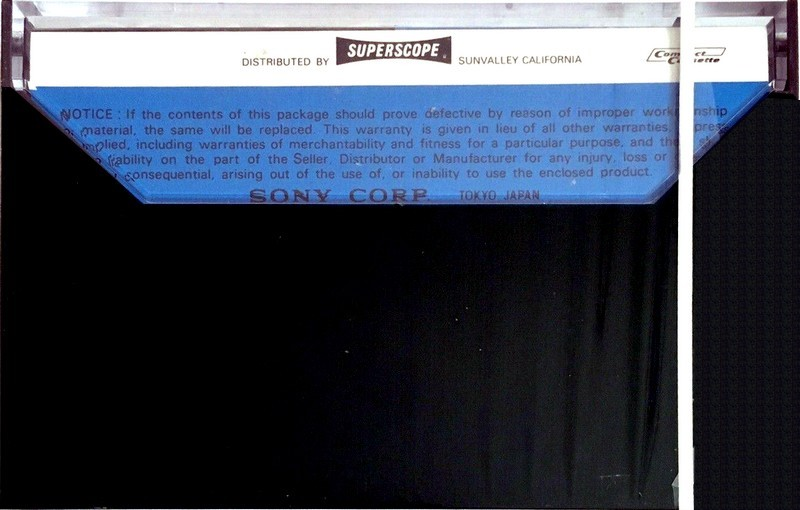 DISTRIBUTED BY SUPERSCOPE® SUNVALLEY CALIFORNIA
Compact Cassette
NOTICE : If the contents of this package should prove defective by reason of improper
material, the same will be replaced. This warranty is given in lieu of all other warranties,
including warranties of merchantability and fitness for a particular purpose, and
on the part of the Seller, Distributor or Manufacturer for any injury, loss or
consequential, arising out of the use of, or inability to use the enclosed product.
SONY CORP. TOKYO JAPAN